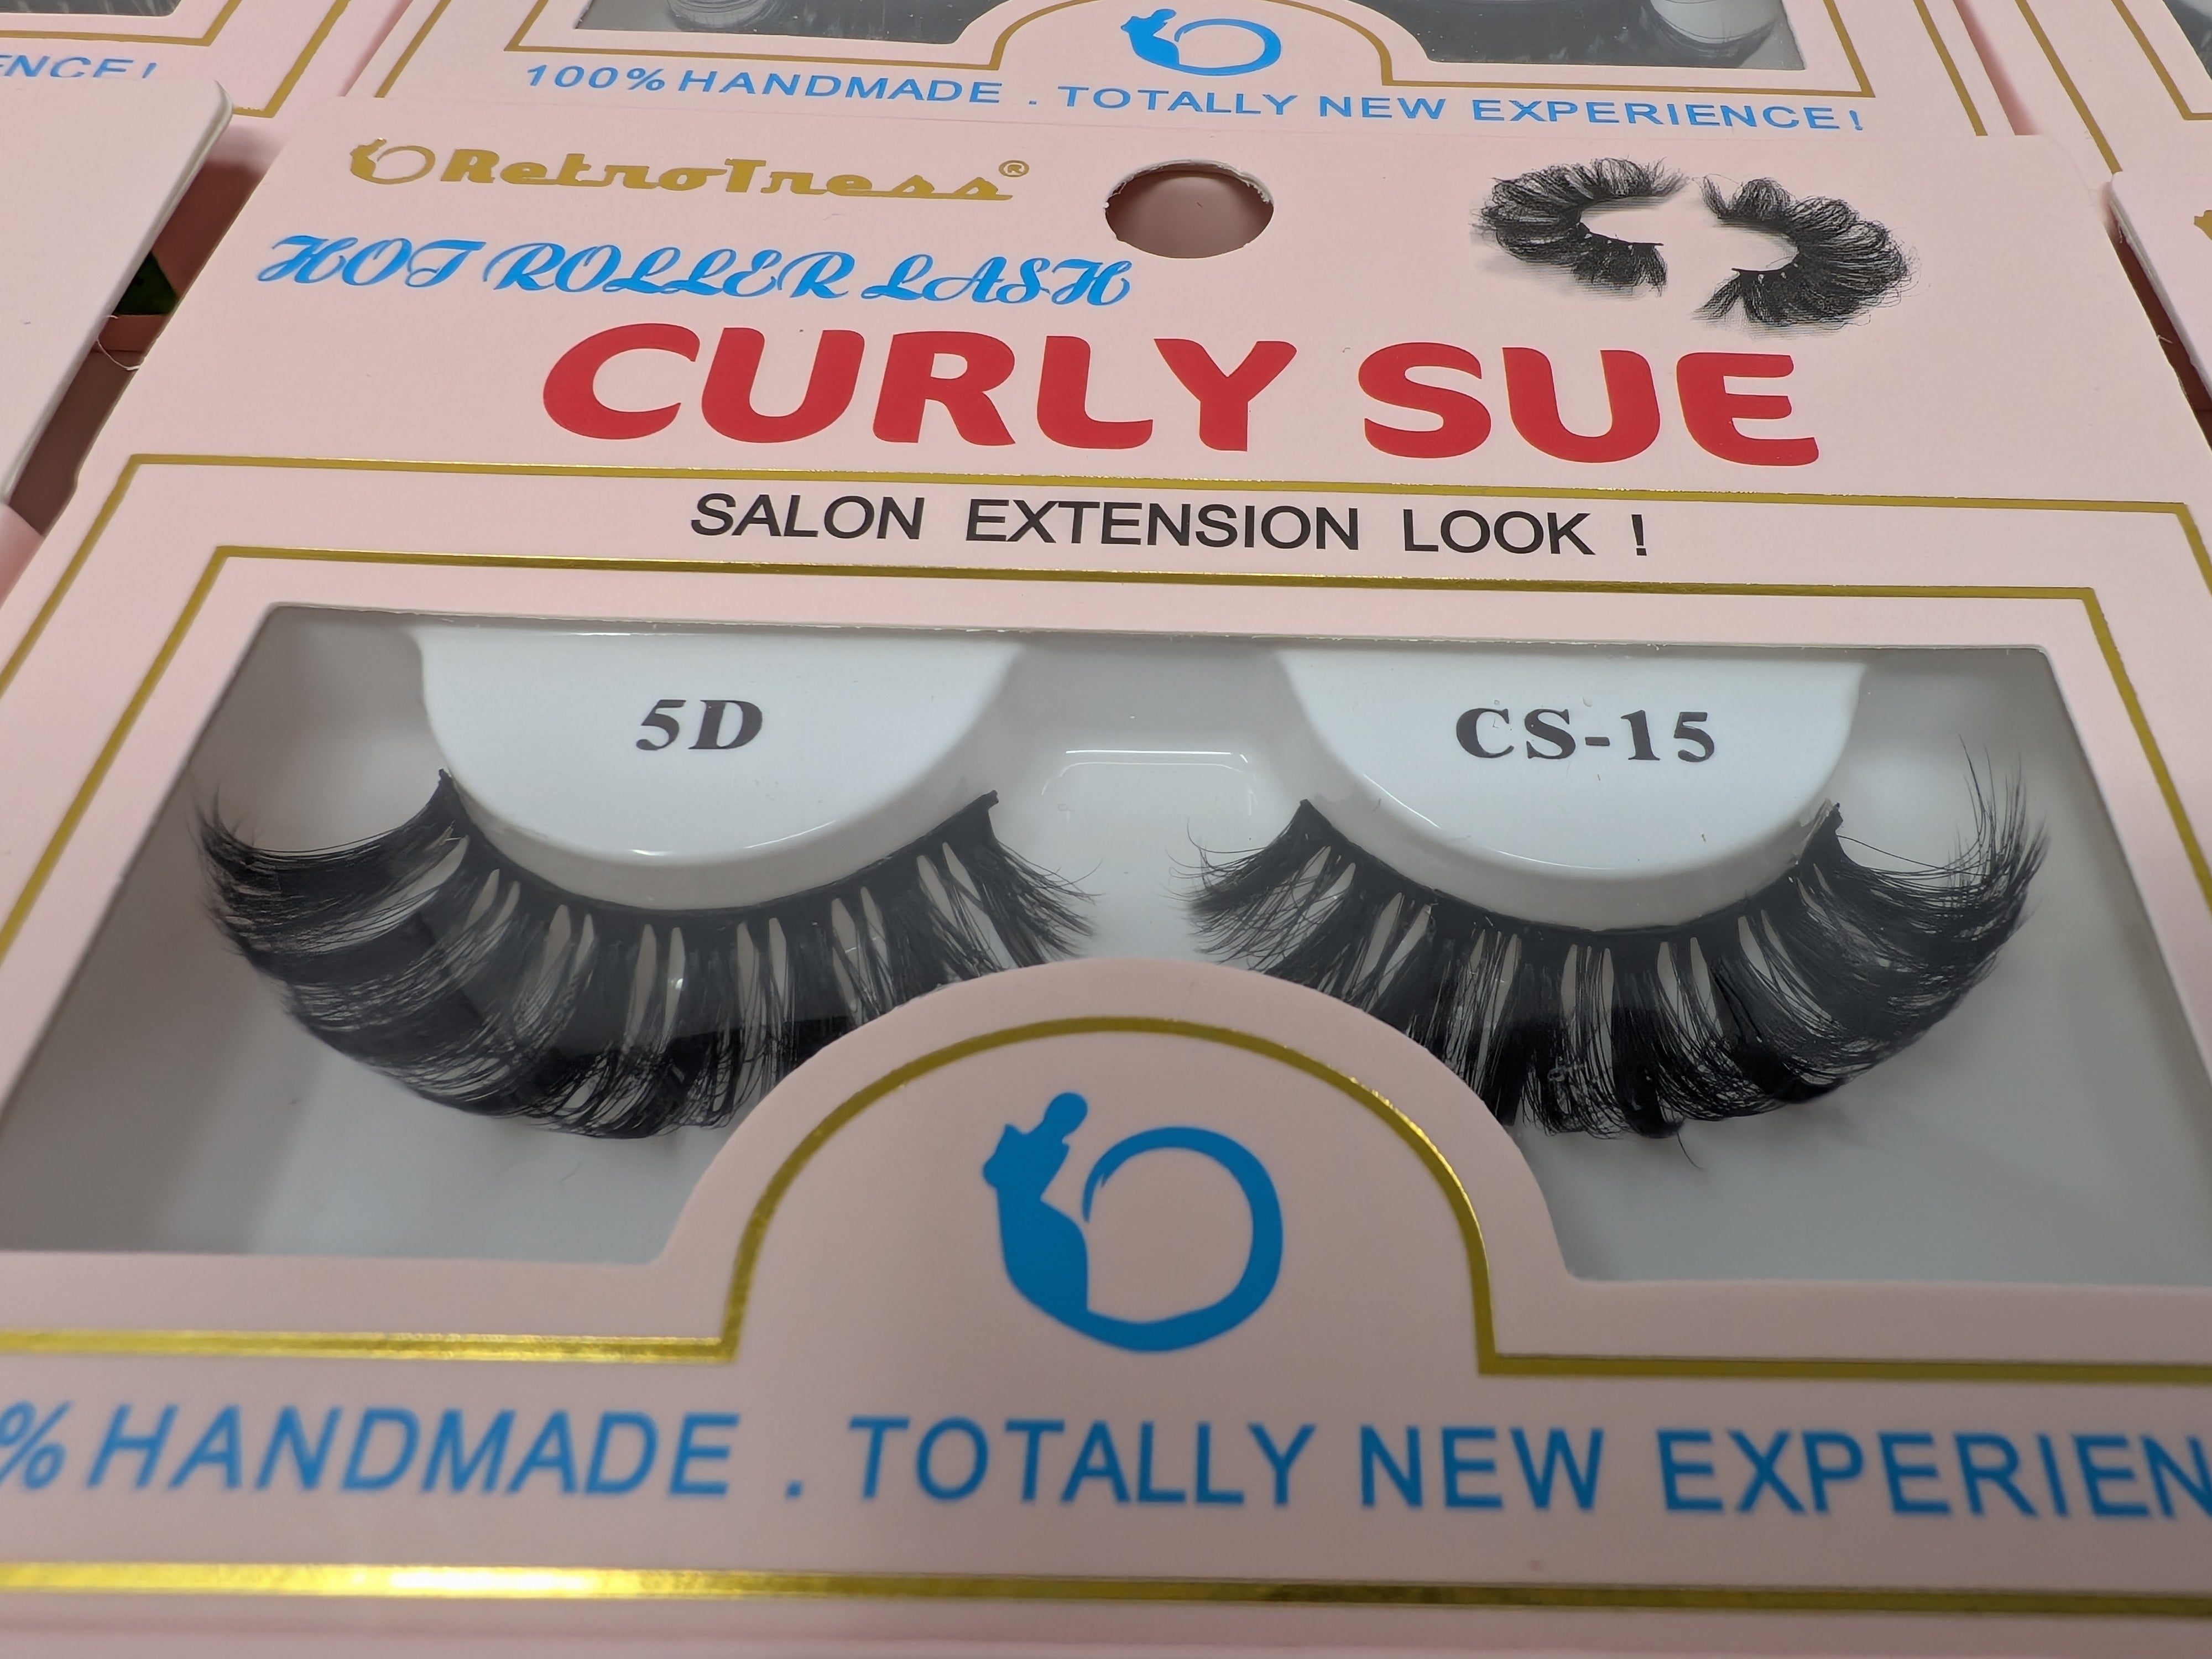 ENCE!
100% HANDMADE . TOTALLY NEW EXPERIENCE!
RetroTress®
HOT ROLLER LASH
CURLY SUE
SALON EXTENSION LOOK !
5D
CS-15
% HANDMADE . TOTALLY NEW EXPERIEN